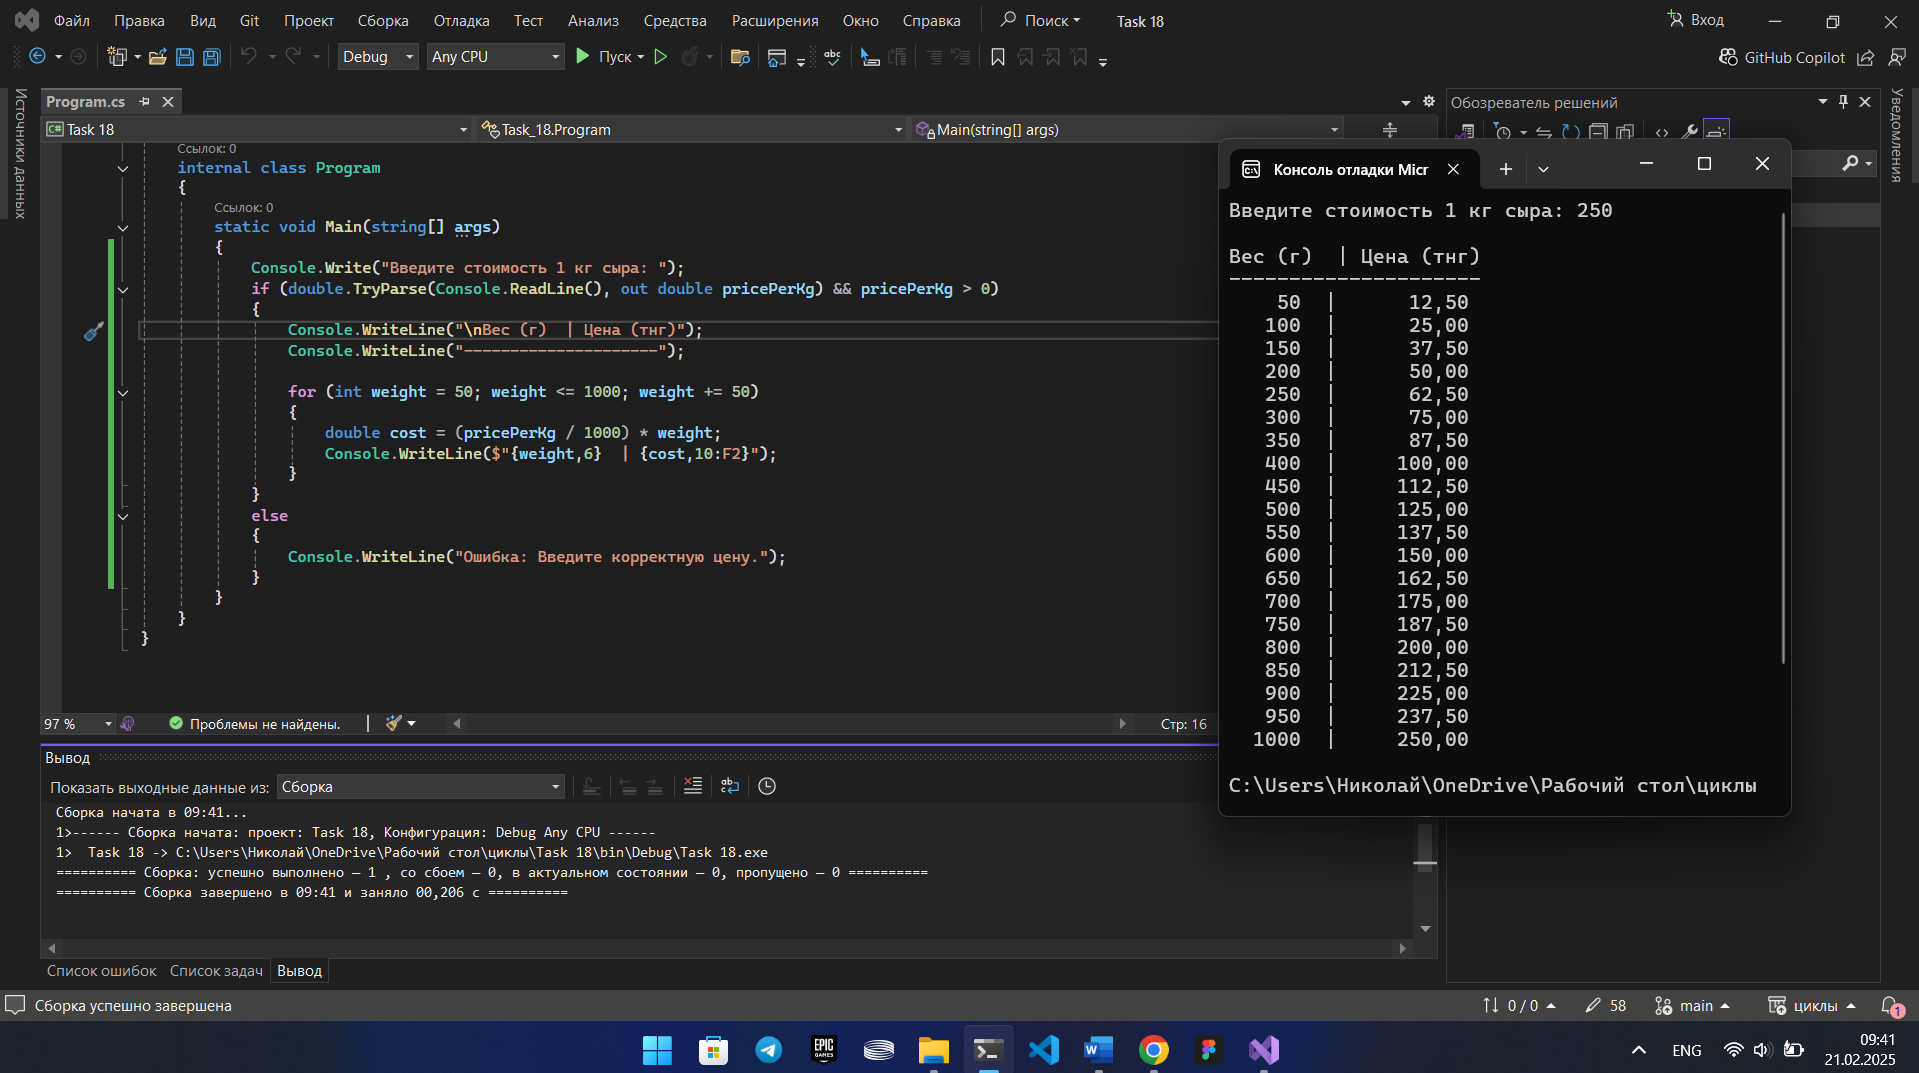 Файл Правка Вид Git Проект Сборка Отладка Тест Анализ Средства Расширения Окно Справка Поиск Task 18 Вход
Debug Any CPU Пуск abc GitHub Copilot
Источники данных
Program.cs
Task 18 Task_18.Program Main(string[] args)
Ссылок: 0
internal class Program
{
Ссылок: 0
static void Main(string[] args)
{
Console.Write("Введите стоимость 1 кг сыра: ");
if (double.TryParse(Console.ReadLine(), out double pricePerKg) && pricePerKg > 0)
{
Console.WriteLine("\nВес (г)  | Цена (тнг)");
Console.WriteLine("---------------------");
for (int weight = 50; weight <= 1000; weight += 50)
{
double cost = (pricePerKg / 1000) * weight;
Console.WriteLine($"{weight,6}  | {cost,10:F2}");
}
}
else
{
Console.WriteLine("Ошибка: Введите корректную цену.");
}
}
}
}
97 % Проблемы не найдены. Стр: 16
Обозреватель решений
Уведомления
Консоль отладки Micr
Введите стоимость 1 кг сыра: 250
Вес (г)  | Цена (тнг)
---------------------
50  |      12,50
100  |      25,00
150  |      37,50
200  |      50,00
250  |      62,50
300  |      75,00
350  |      87,50
400  |     100,00
450  |     112,50
500  |     125,00
550  |     137,50
600  |     150,00
650  |     162,50
700  |     175,00
750  |     187,50
800  |     200,00
850  |     212,50
900  |     225,00
950  |     237,50
1000  |     250,00
C:\Users\Николай\OneDrive\Рабочий стол\циклы
Вывод
Показать выходные данные из: Сборка
Сборка начата в 09:41...
1>------ Сборка начата: проект: Task 18, Конфигурация: Debug Any CPU ------
1>  Task 18 -> C:\Users\Николай\OneDrive\Рабочий стол\циклы\Task 18\bin\Debug\Task 18.exe
========== Сборка: успешно выполнено — 1 , со сбоем — 0, в актуальном состоянии — 0, пропущено — 0 ==========
========== Сборка завершено в 09:41 и заняло 00,206 с ==========
Список ошибок Список задач Вывод
Сборка успешно завершена 0 / 0 58 main циклы 1
EPIC GAMES
ENG 09:41
21.02.2025